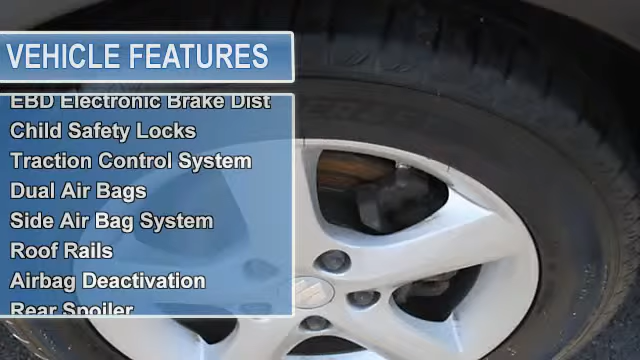 VEHICLE FEATURES
EBD Electronic Brake Dist
Child Safety Locks
Traction Control System
Dual Air Bags
Side Air Bag System
Roof Rails
Airbag Deactivation
Rear Spoiler